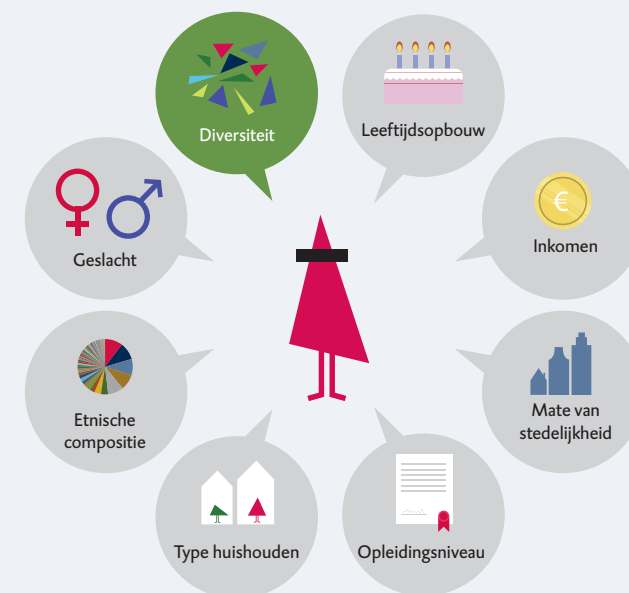 Diversiteit
Leeftijdsopbouw
Geslacht
€
Inkomen
Etnische
compositie
Mate van
stedelijkheid
Type huishouden
Opleidingsniveau